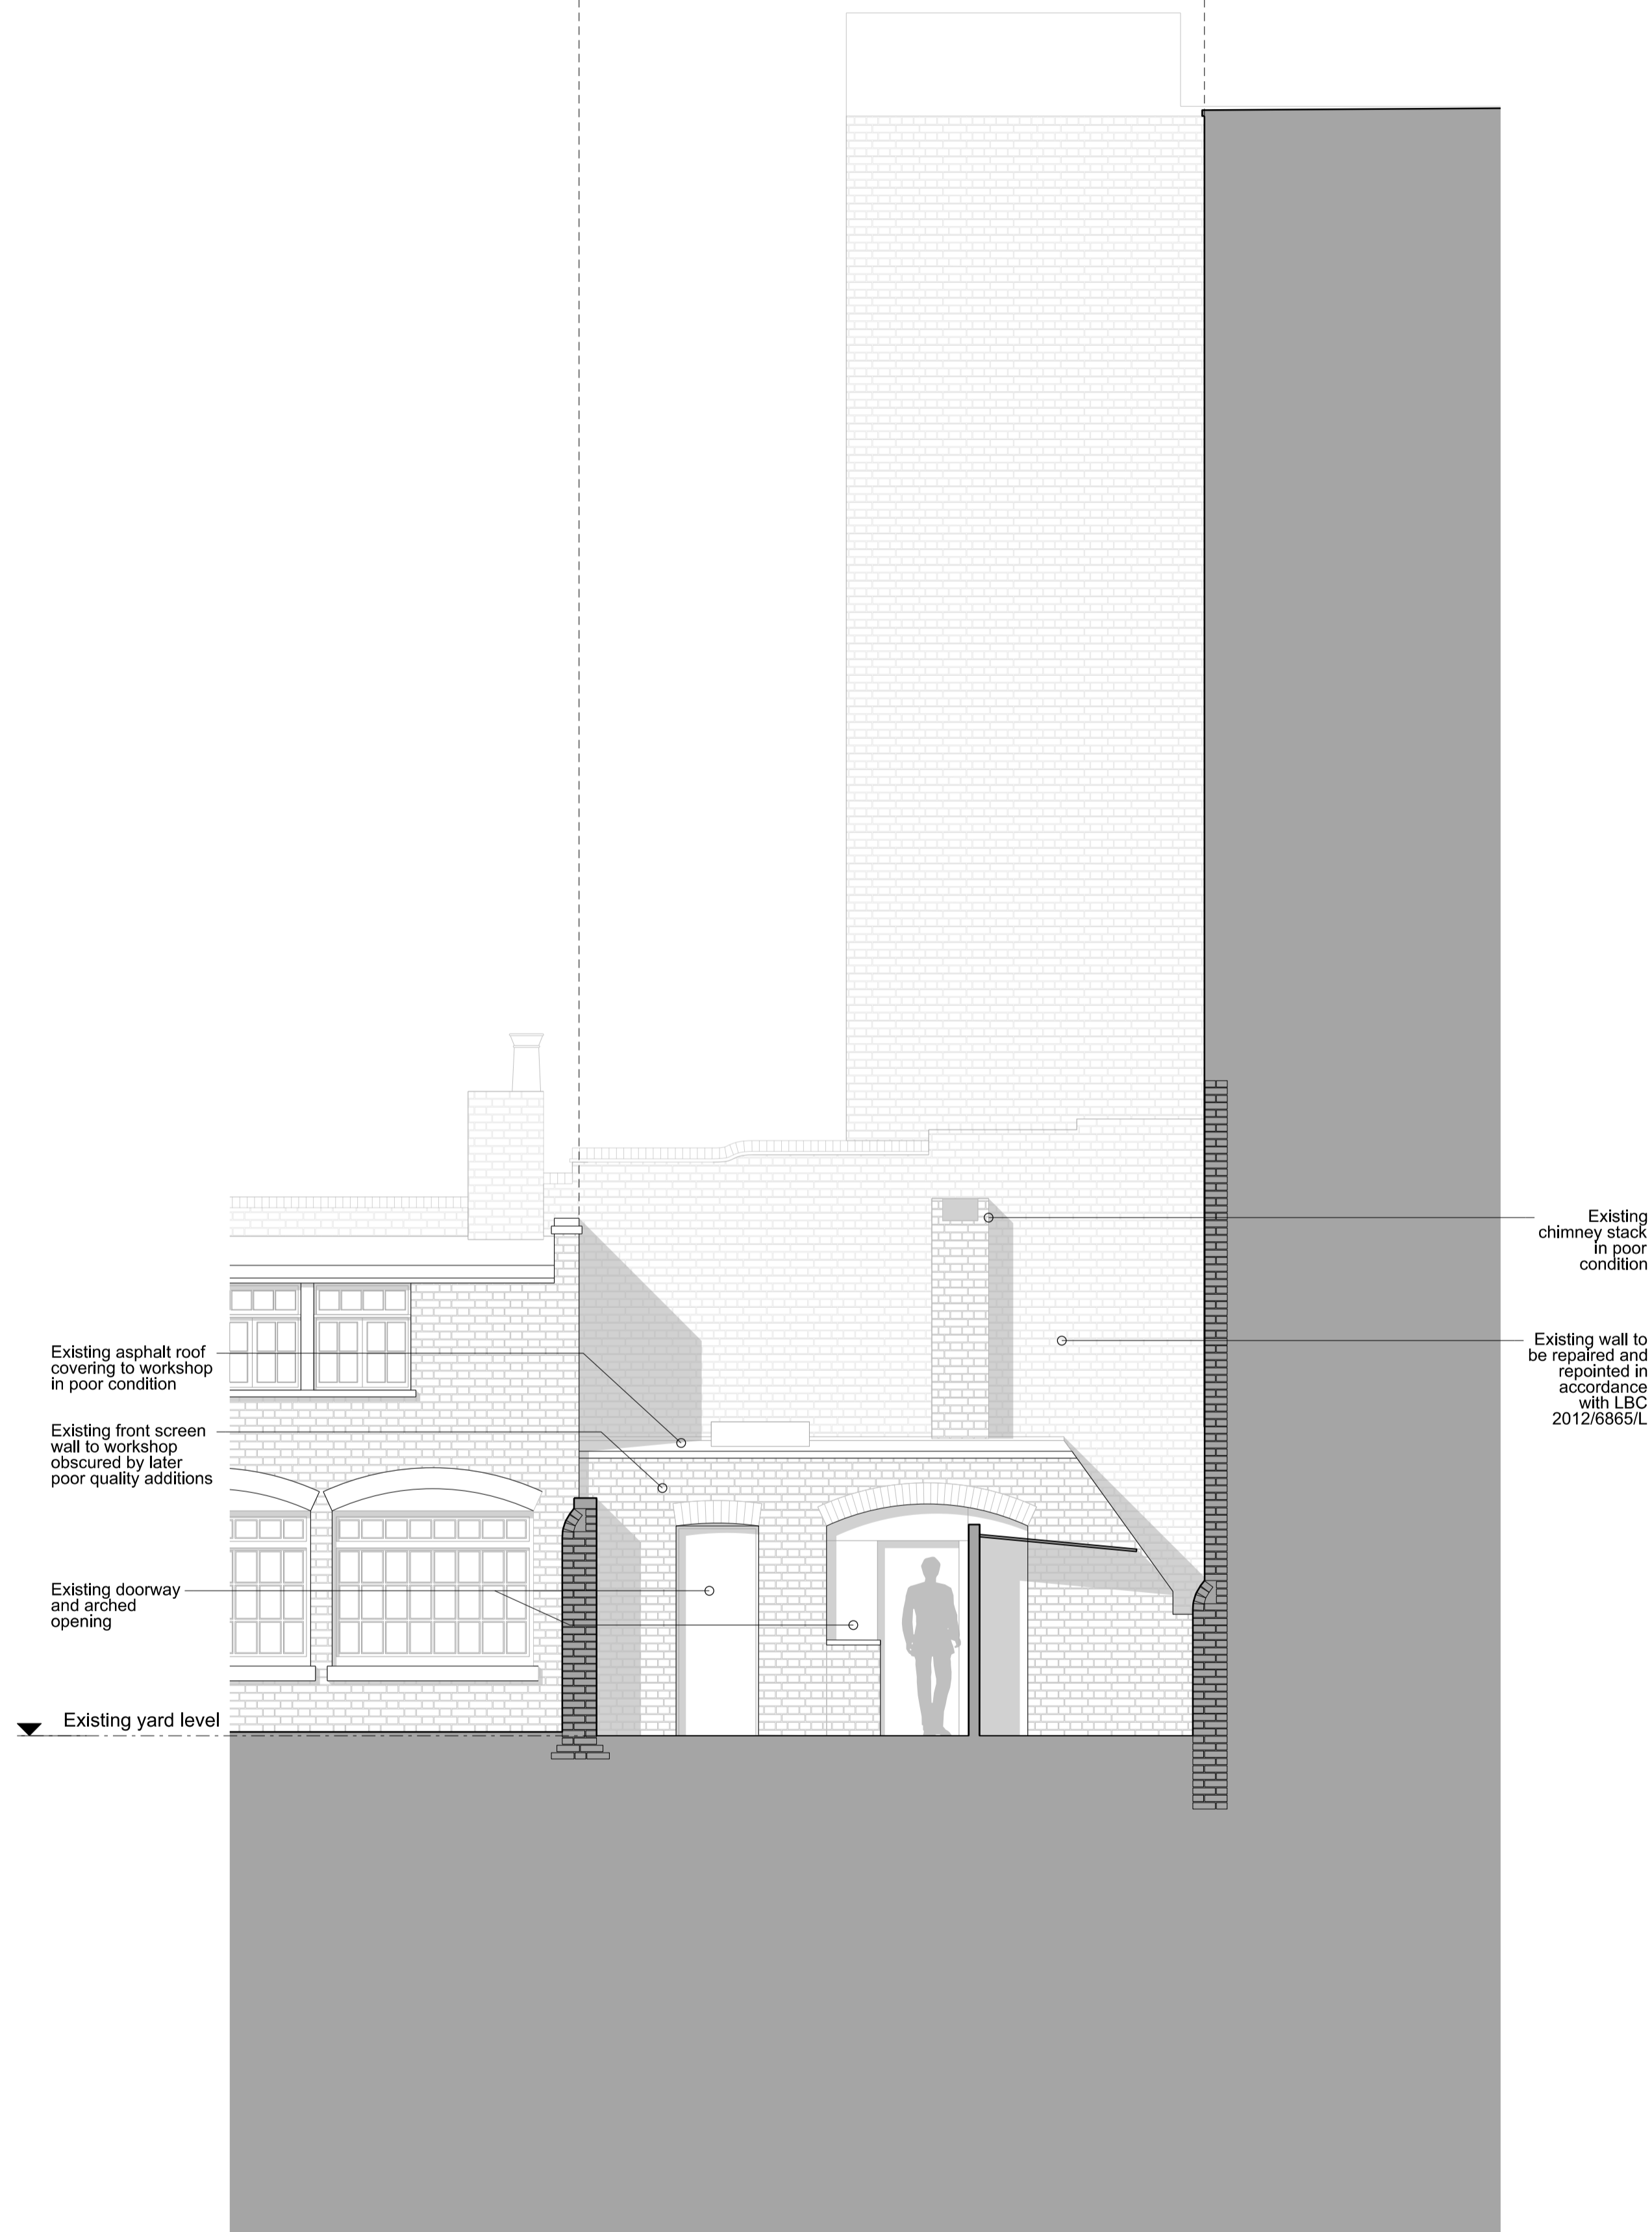 Existing
chimney stack
in poor
condition
Existing wall to
be repaired and
repointed in
accordance
with LBC
2012/6865/L
Existing asphalt roof
covering to workshop
in poor condition
Existing front screen
wall to workshop
obscured by later
poor quality additions
Existing doorway
and arched
opening
Existing yard level